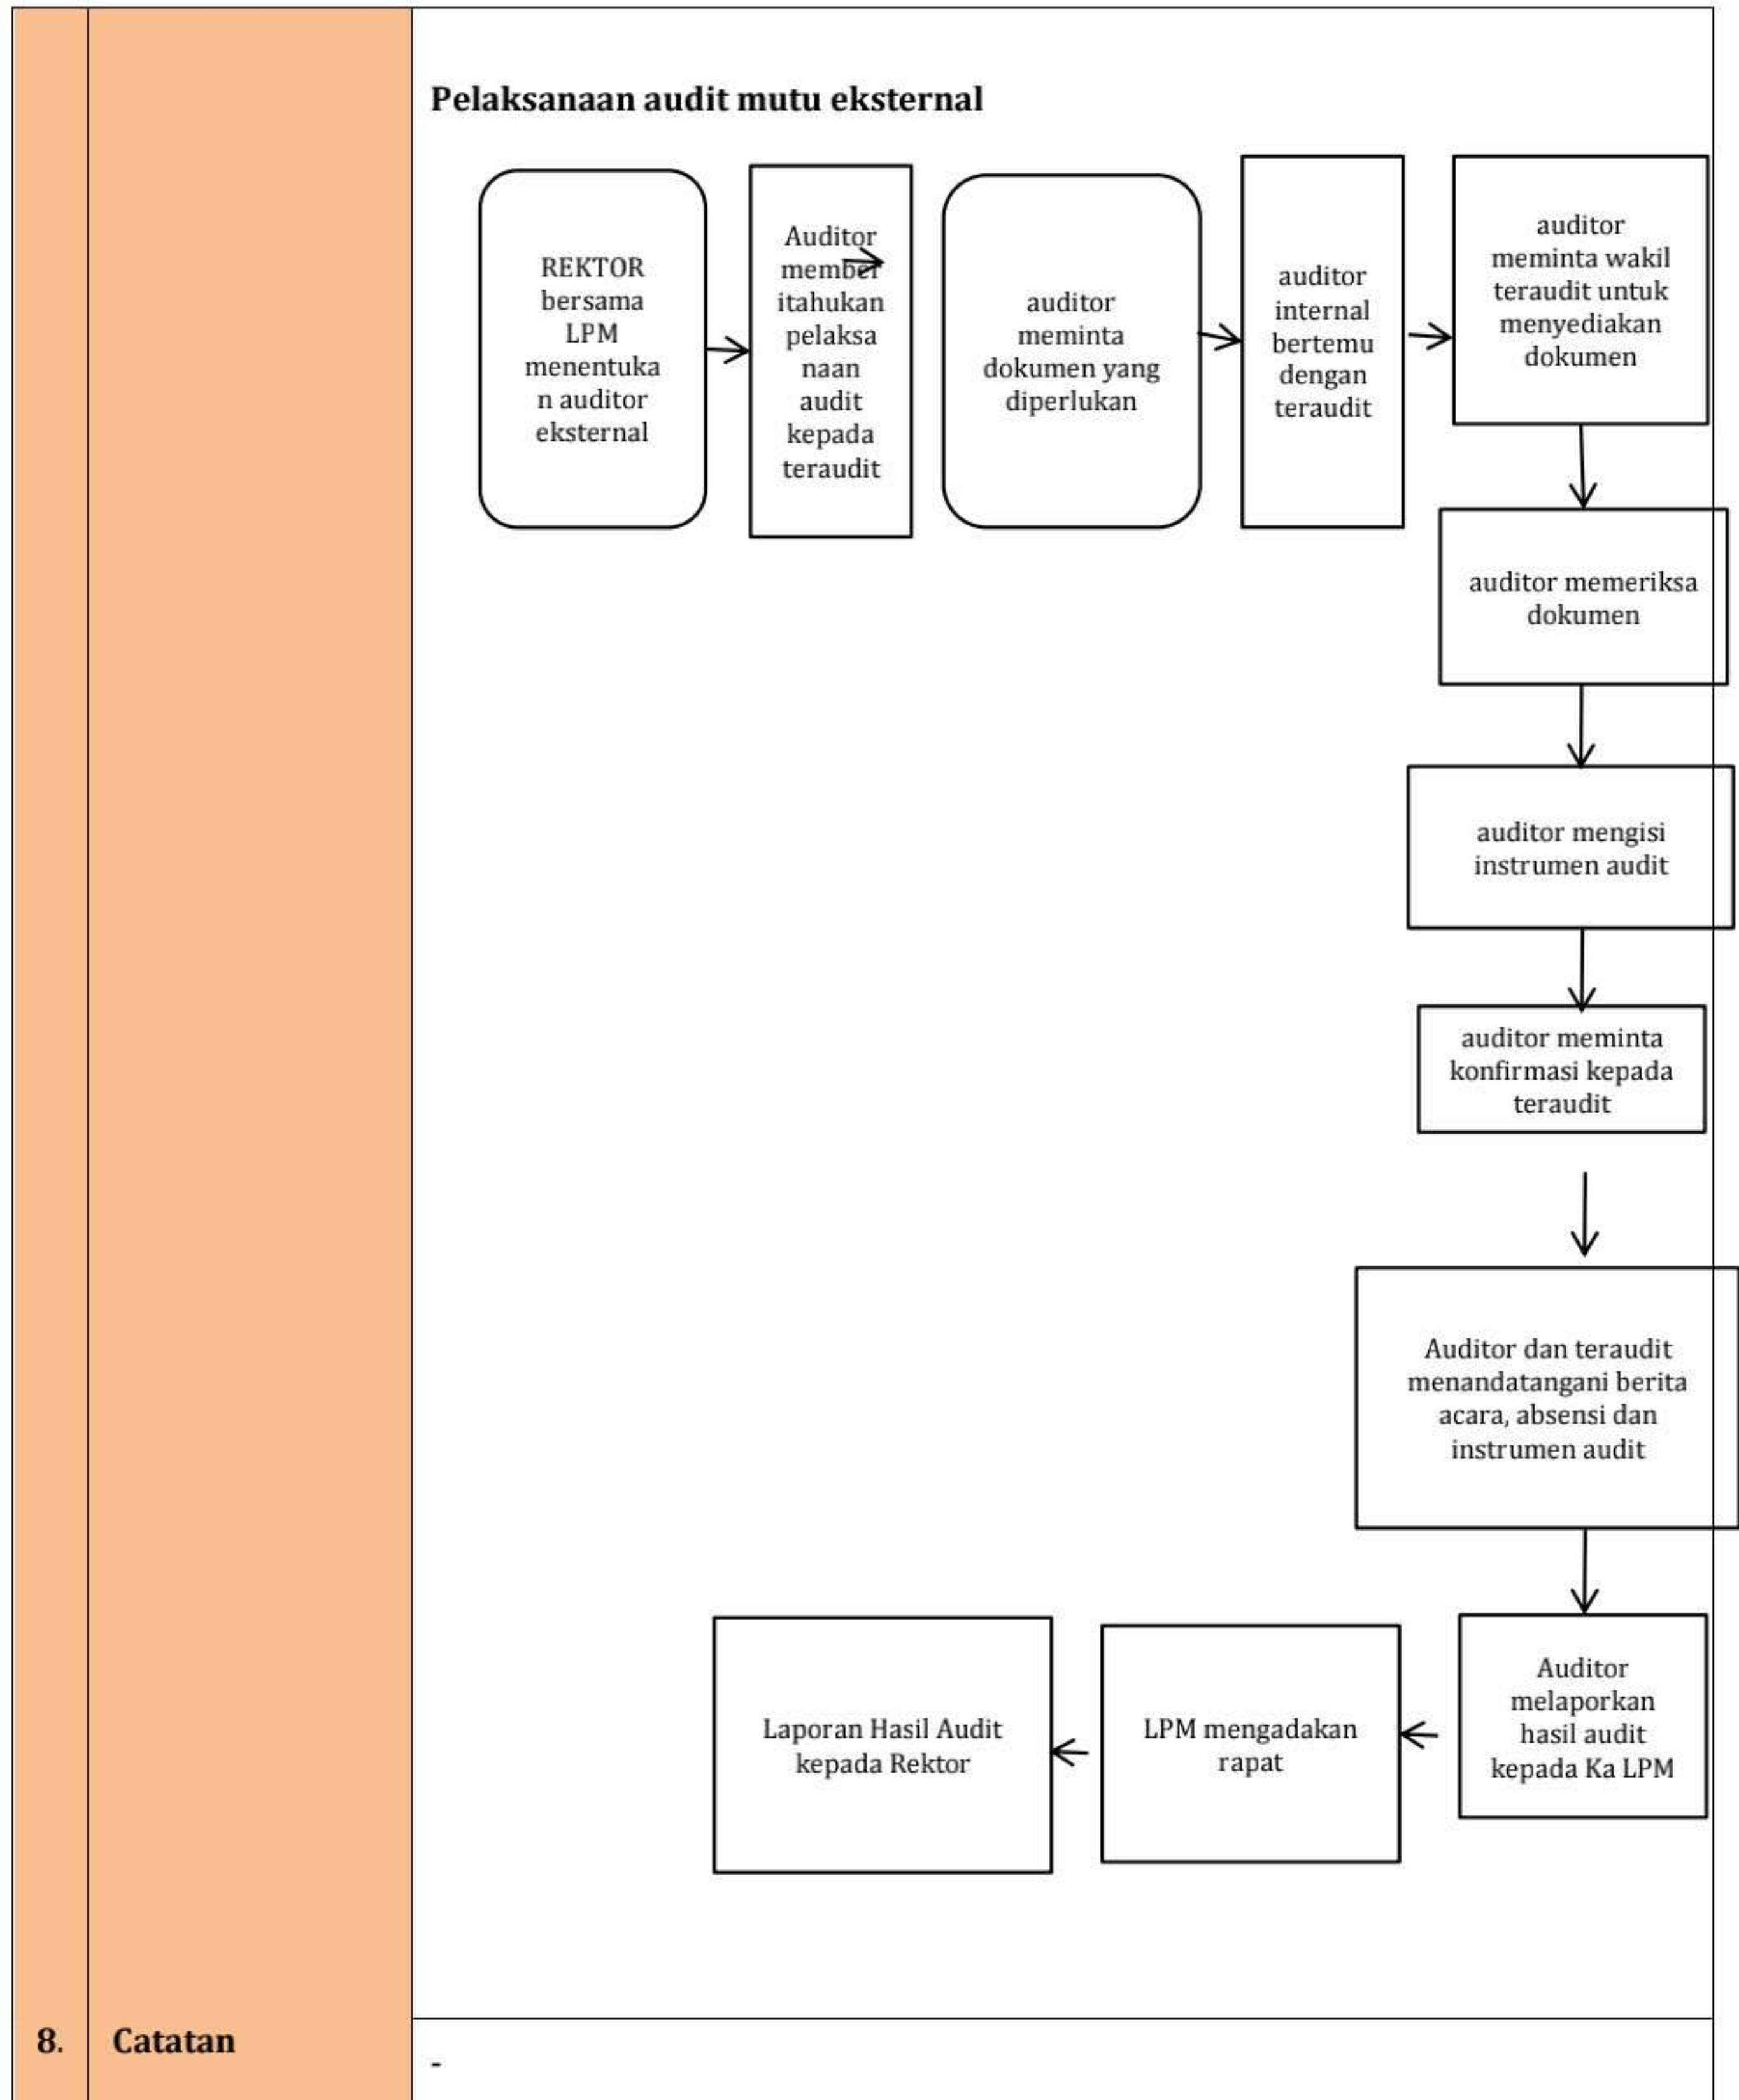 Pelaksanaan audit mutu eksternal
REKTOR
bersama
LPM
menentuka
n auditor
eksternal
Auditor
member
itahukan
pelaksa
naan
audit
kepada
teraudit
auditor
meminta
dokumen yang
diperlukan
auditor
internal
bertemu
dengan
teraudit
auditor
meminta wakil
teraudit untuk
menyediakan
dokumen
auditor memeriksa
dokumen
auditor mengisi
instrumen audit
auditor meminta
konfirmasi kepada
teraudit
Auditor dan teraudit
menandatangani berita
acara, absensi dan
instrumen audit
Auditor
melaporkan
hasil audit
kepada Ka LPM
LPM mengadakan
rapat
Laporan Hasil Audit
kepada Rektor
8. Catatan
-